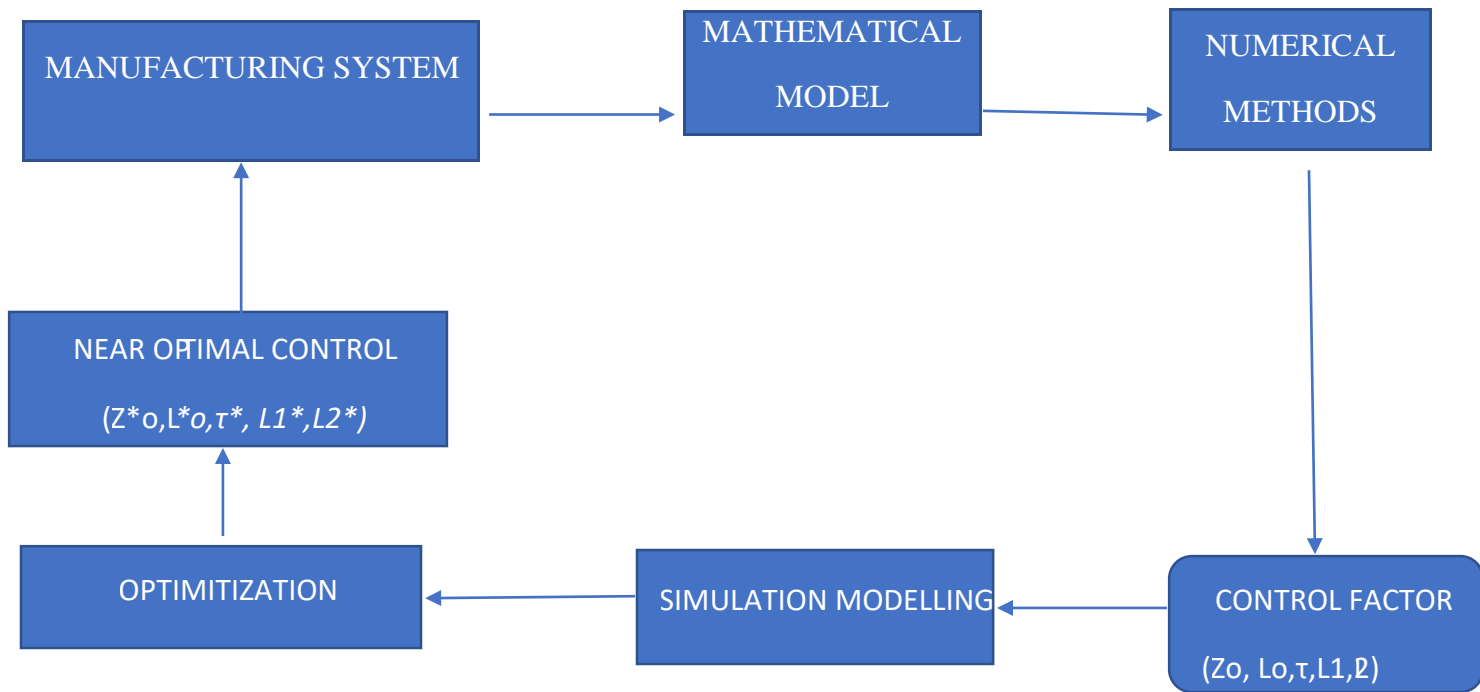 MANUFACTURING SYSTEM
MATHEMATICAL
MODEL
NUMERICAL
METHODS
NEAR OPTIMAL CONTROL
(Z*o,L*o,τ*, L1*,L2*)
OPTIMITIZATION
SIMULATION MODELLING
CONTROL FACTOR
(Zo, Lo,τ,L1,